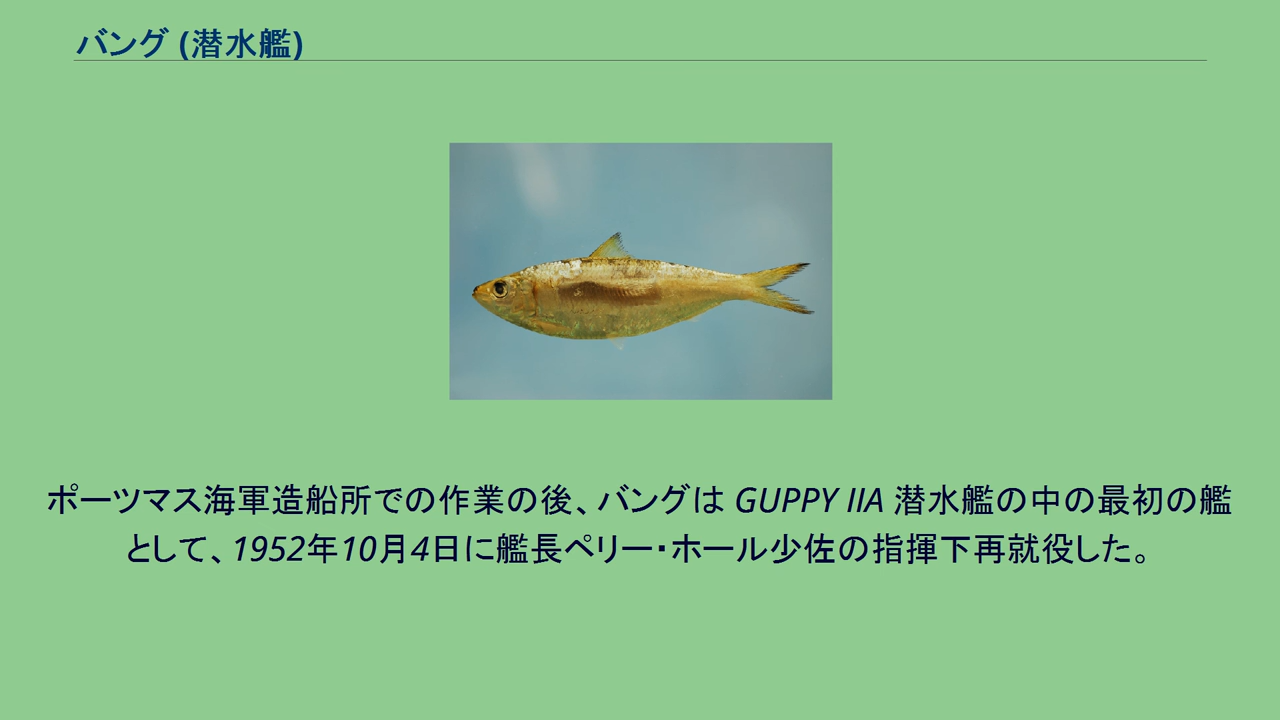 バング (潜水艦)
ポーツマス海軍造船所での作業の後、バングは GUPPY IIA 潜水艦の中の最初の艦
として、1952年10月4日に艦長ペリー・ホール少佐の指揮下再就役した。